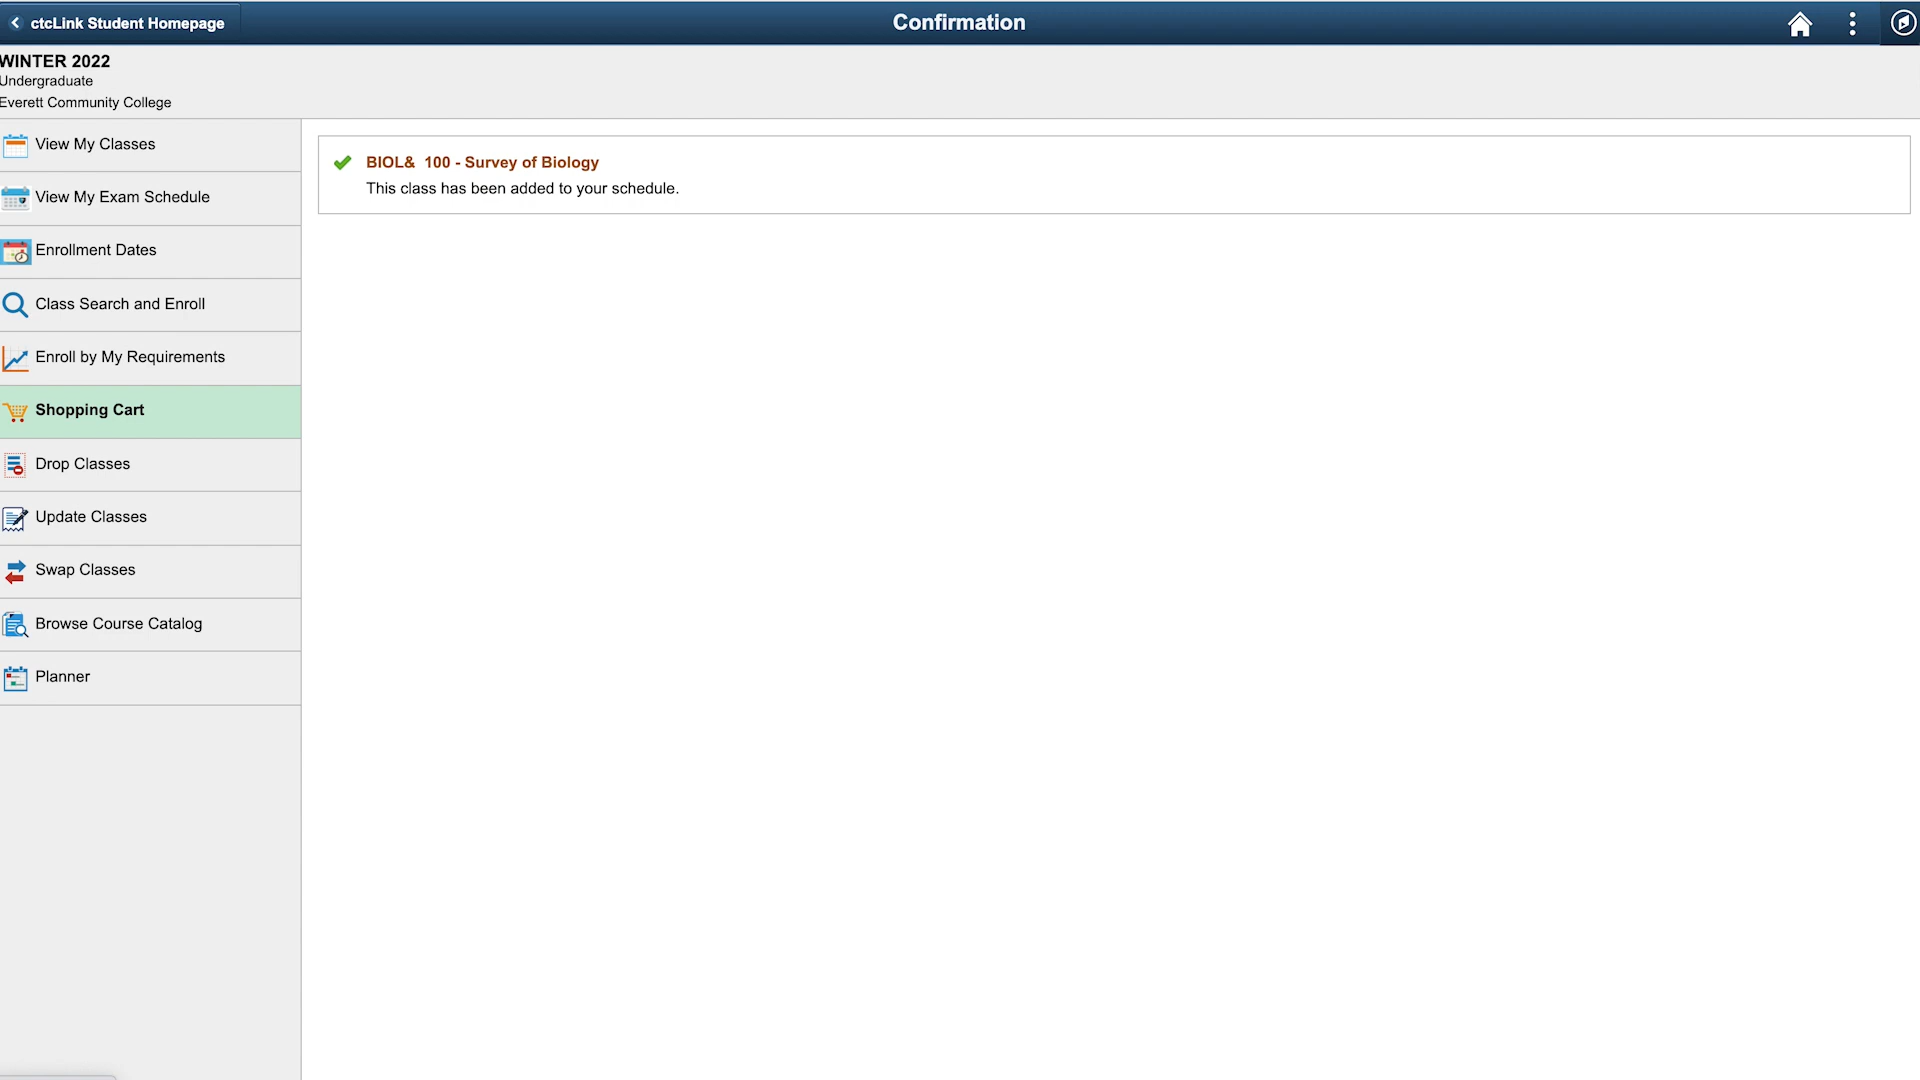 ctcLink Student Homepage
Confirmation
WINTER 2022
Undergraduate
Everett Community College
View My Classes
View My Exam Schedule
Enrollment Dates
Class Search and Enroll
Enroll by My Requirements
Shopping Cart
Drop Classes
Update Classes
Swap Classes
Browse Course Catalog
Planner
BIOL&  100 - Survey of Biology
This class has been added to your schedule.